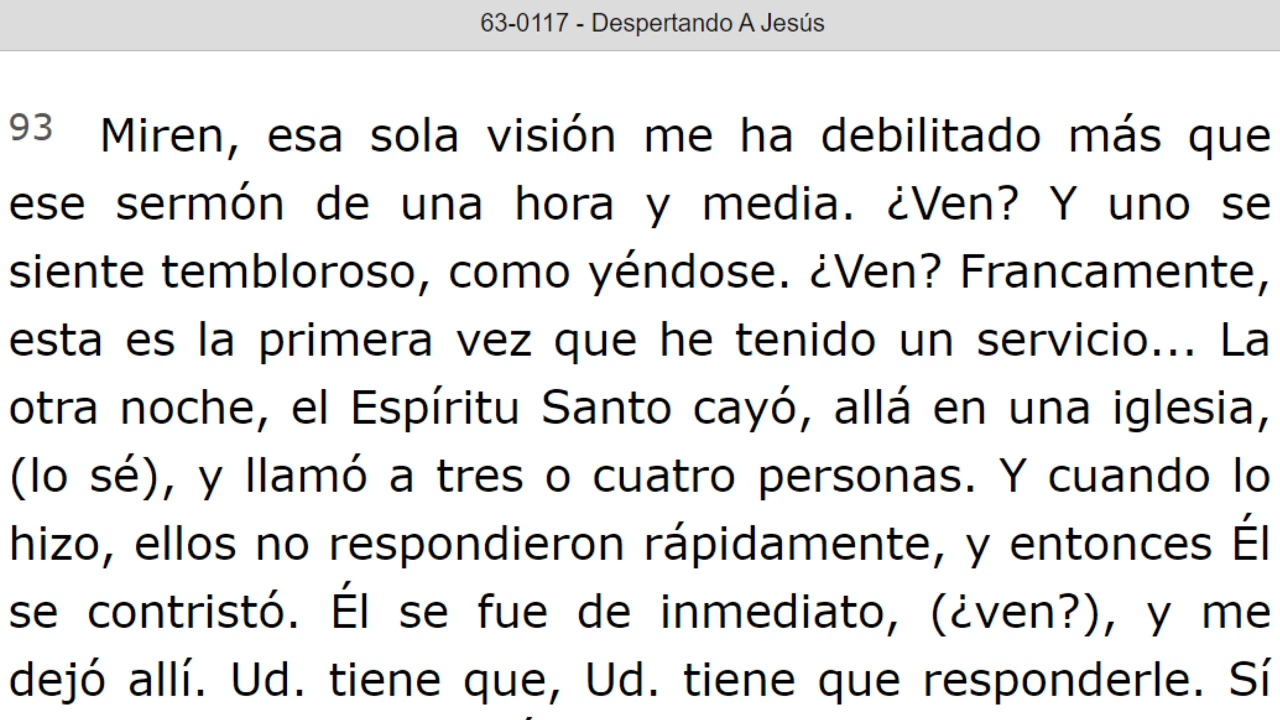 63-0117 - Despertando A Jesús
93 Miren, esa sola visión me ha debilitado más que
ese sermón de una hora y media. ¿Ven? Y uno se
siente tembloroso, como yéndose. ¿Ven? Francamente,
esta es la primera vez que he tenido un servicio... La
otra noche, el Espíritu Santo cayó, allá en una iglesia,
(lo sé), y llamó a tres o cuatro personas. Y cuando lo
hizo, ellos no respondieron rápidamente, y entonces Él
se contristó. Él se fue de inmediato, (¿ven?), y me
dejó allí. Ud. tiene que, Ud. tiene que responderle. Sí